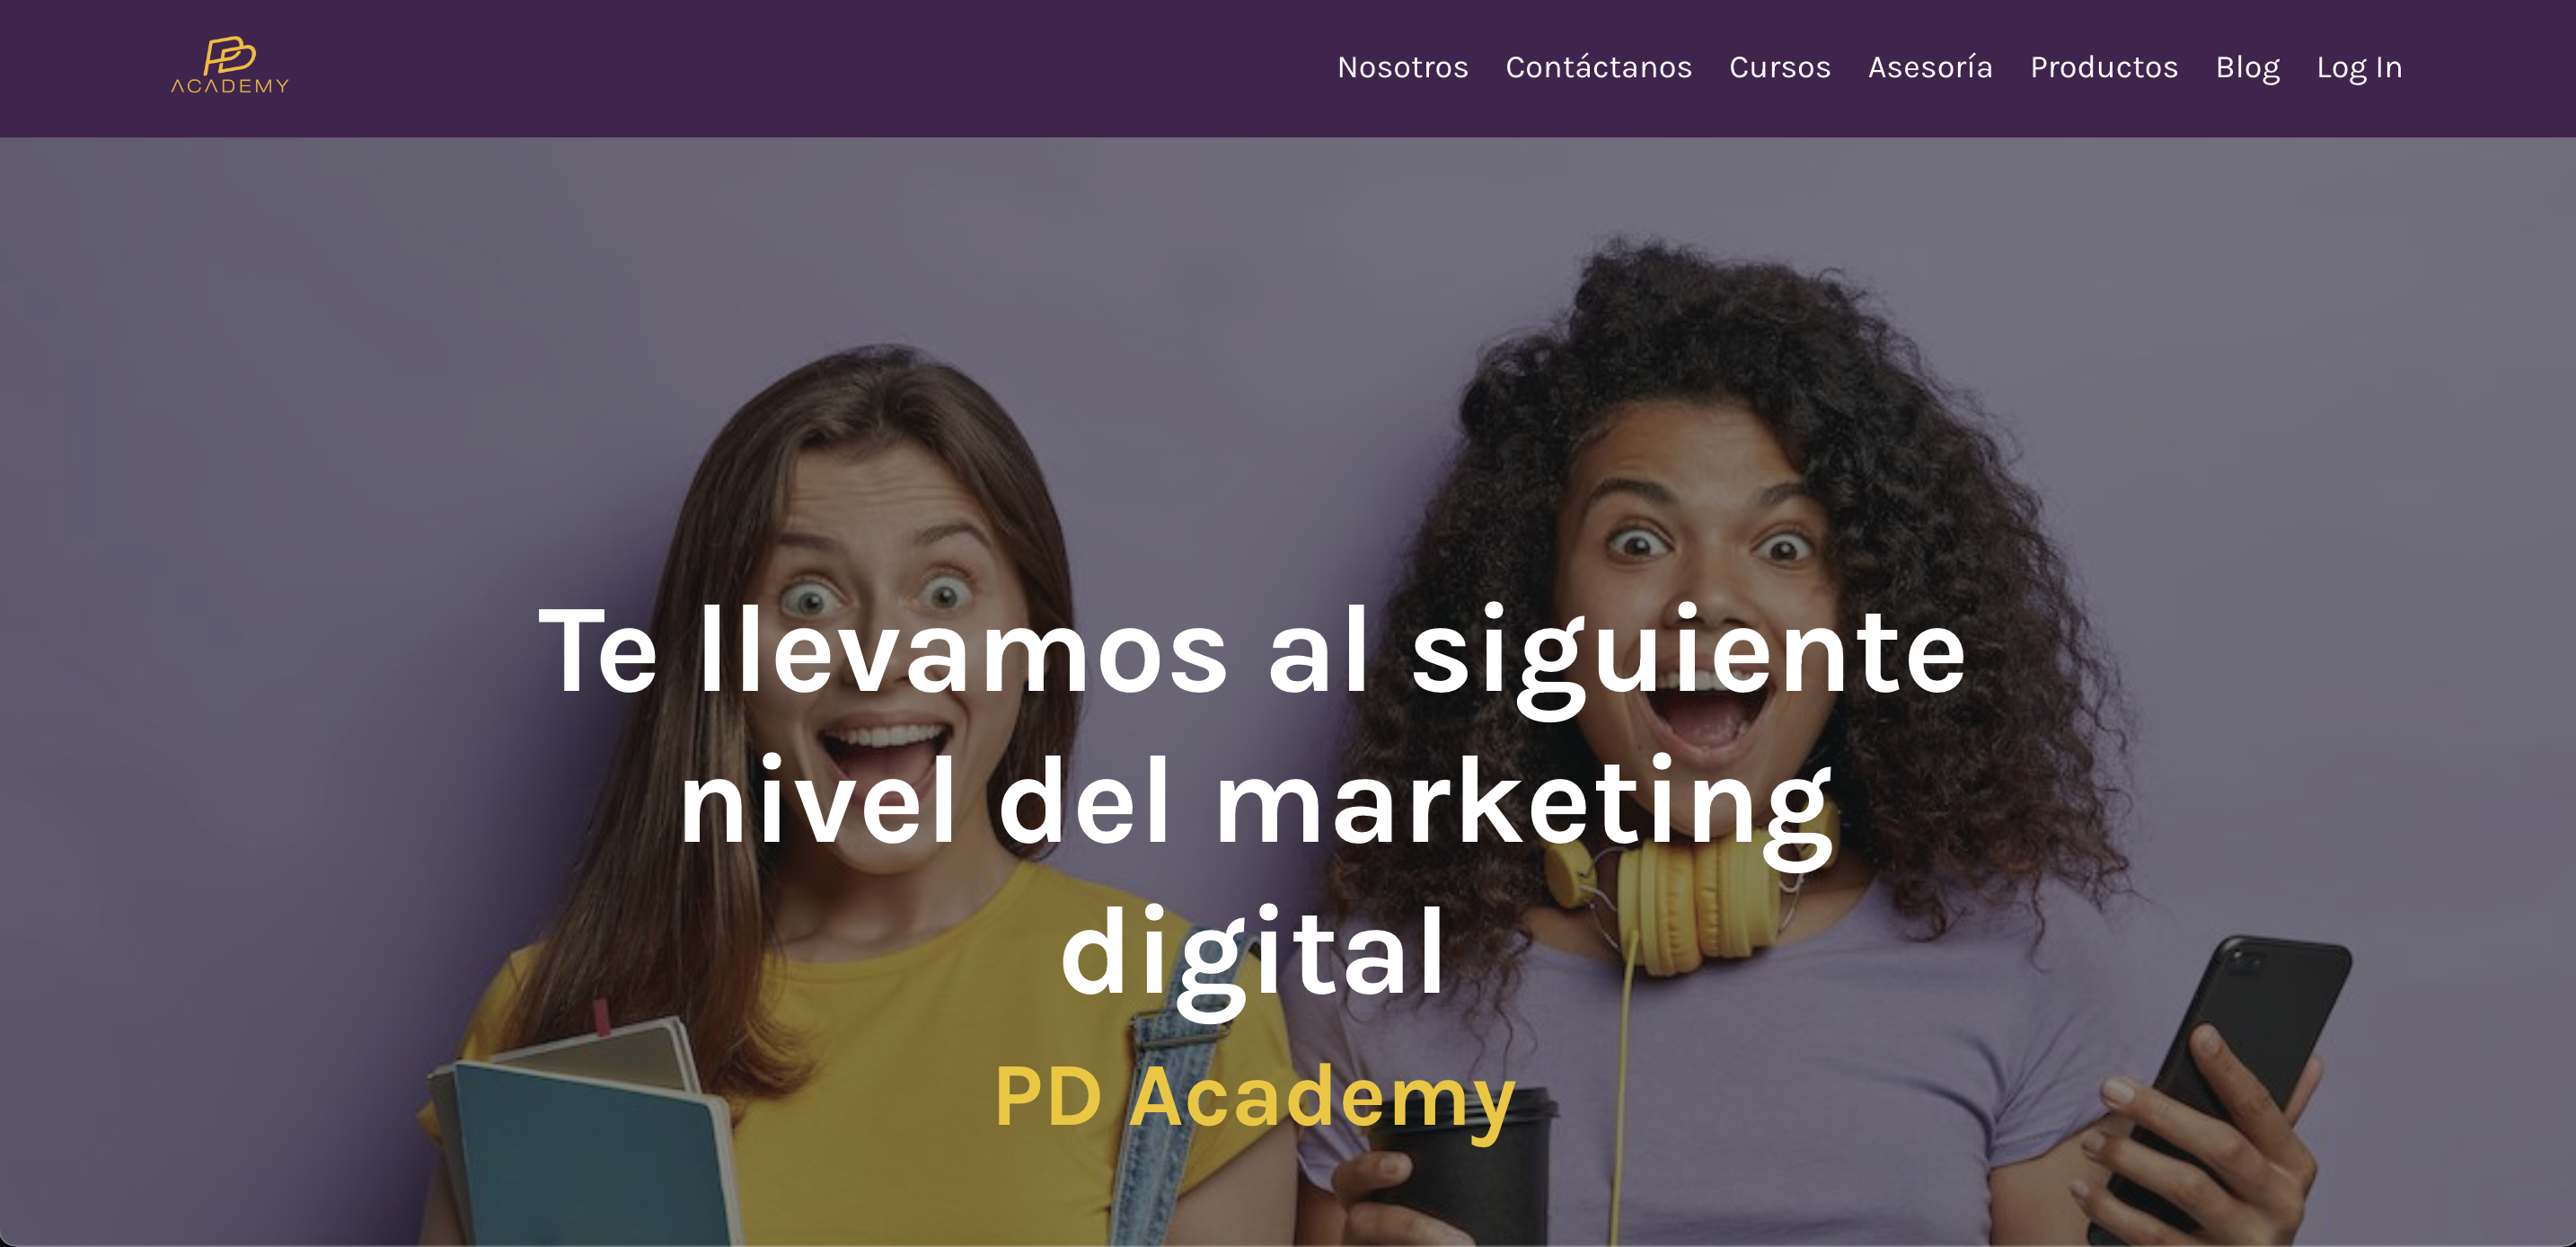 PD
ACADEMY
Nosotros Contáctanos Cursos Asesoría Productos Blog Log In
Te llevamos al siguiente
nivel del marketing
digital
PD Academy